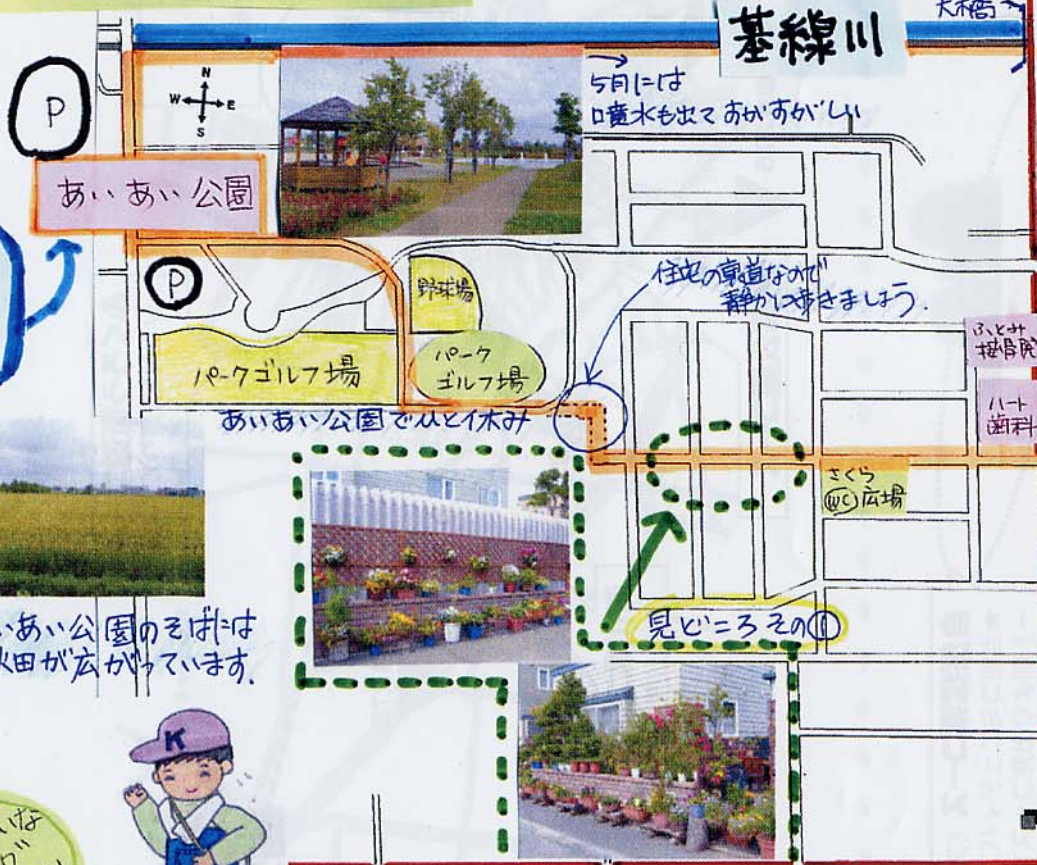 大橋
基線川
5月には
噴水も出て すがすがしい
P
N
W E
S
あいあい公園
P
野球場
住宅の裏道なので
静かに歩きましょう.
パークゴルフ場
パーク
ゴルフ場
ふとみ
ハート
歯科
あいあい公園でひと休み
さくら
WC 広場
いあい公園のそばには
田が広がっています.
見どころ その①
K
いな